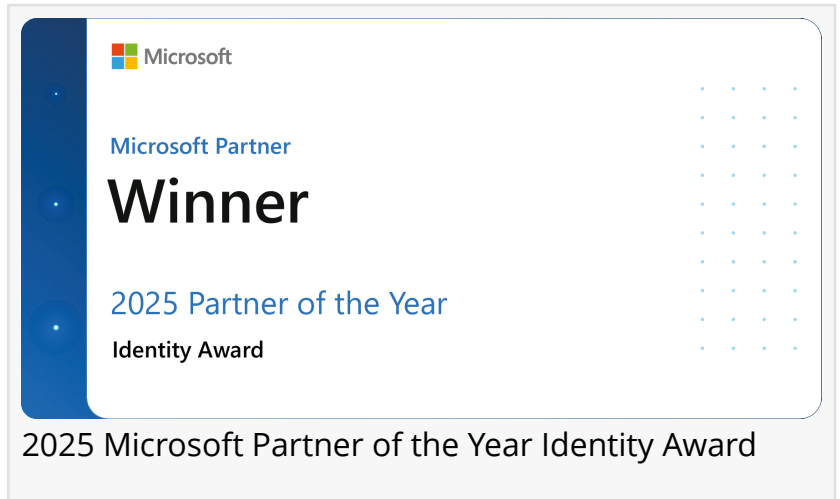 Microsoft
Microsoft Partner
Winner
2025 Partner of the Year
Identity Award
2025 Microsoft Partner of the Year Identity Award